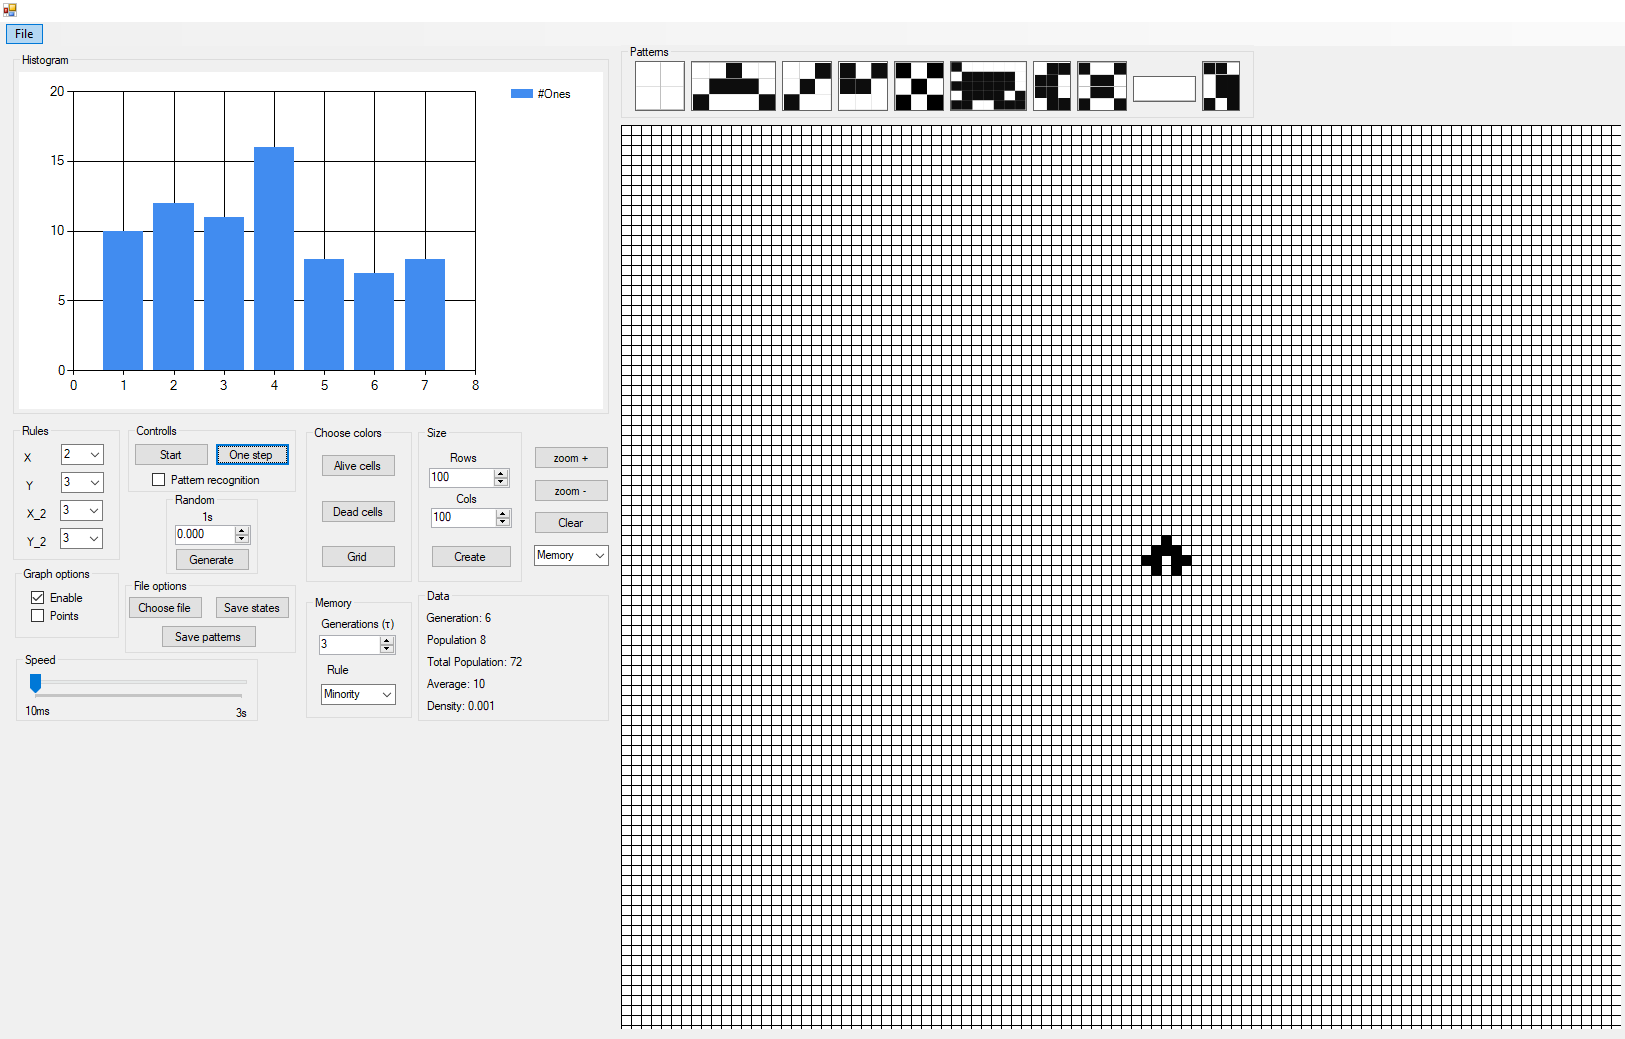 File
Histogram
20
15
10
5
0
0 1 2 3 4 5 6 7 8
#Ones
Patterns
Rules
X 2
Y 3
X_2 3
Y_2 3
Controlls
Start One step
Pattern recognition
Random
1s
0.000
Generate
Choose colors
Alive cells
Dead cells
Grid
Size
Rows
100
Cols
100
Create
zoom +
zoom -
Clear
Memory
Graph options
Enable
Points
File options
Choose file Save states
Save patterns
Memory
Generations (τ)
3
Rule
Minority
Data
Generation: 6
Population 8
Total Population: 72
Average: 10
Density: 0.001
Speed
10ms 3s